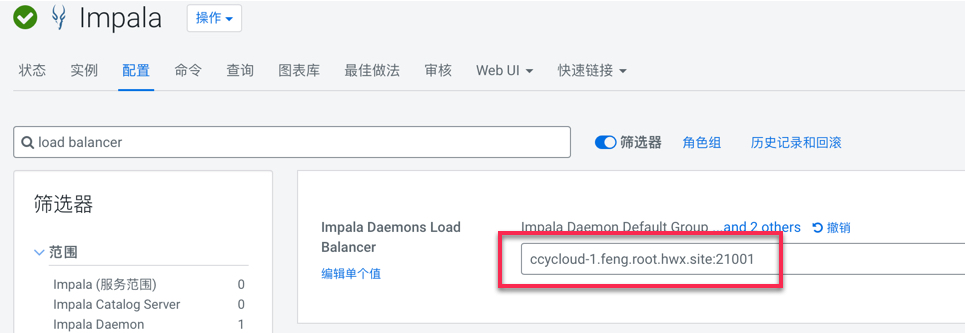 Impala 操作
状态 实例 配置 命令 查询 图表库 最佳做法 审核 Web UI 快速链接
load balancer 筛选器 角色组 历史记录和回滚
筛选器
范围
Impala (服务范围) 0
Impala Catalog Server 0
Impala Daemon 1
Impala Daemons Load
Balancer
编辑单个值
Impala Daemon Default Group ...and 2 others 撤销
ccycloud-1.feng.root.hwx.site:21001